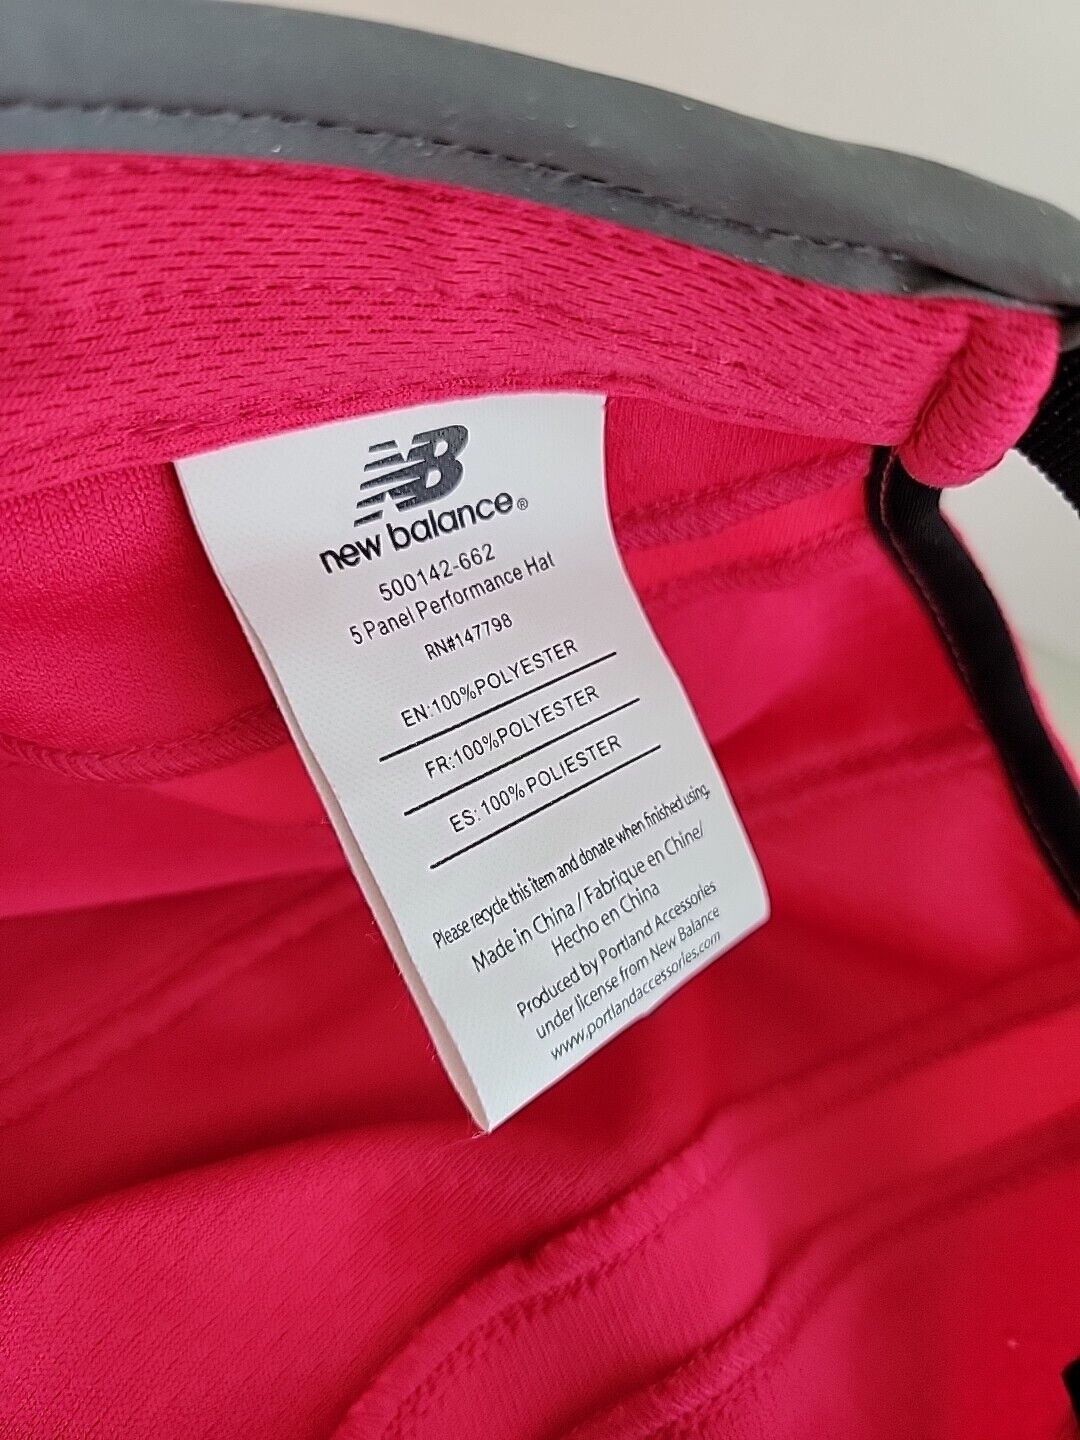 NB
new balance®
500142-662
5 Panel Performance Hat
RN#147798
EN:100%POLYESTER
FR:100%POLYESTER
ES:100% POLIESTER
Please recycle this item and donate when finished using.
Made in China / Fabrique en Chine/
Hecho en China
Produced by Portland Accessories
under license from New Balance
www.portlandaccessories.com